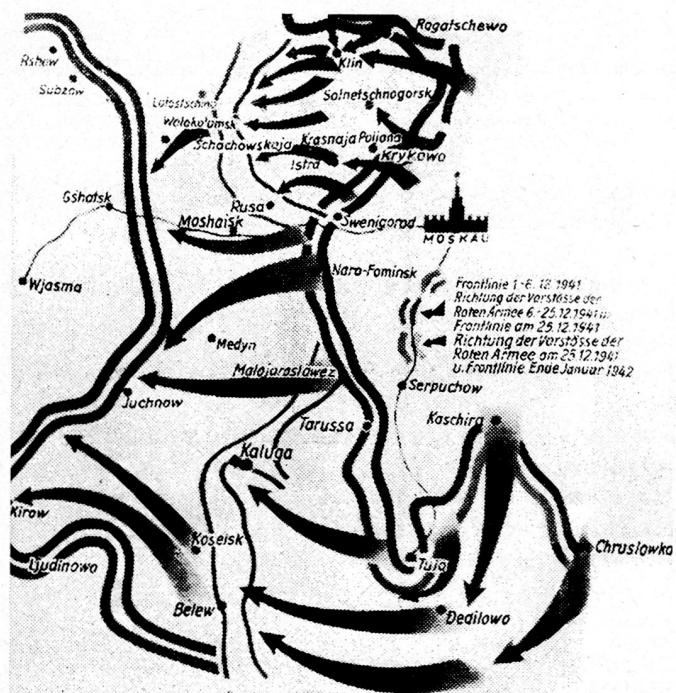 Rogatschewo
Rshew
Subzow
Klin
Solnetschnogorsk
Lotostschino
Wolokolamsk
Schachowskaja
Krasnaja Poljana
Krykowo
Istra
Gshatsk
Rusa
Moshaisk
Swenigorod
MOSKAU
Wjasma
Naro-Fominsk
Frontlinie 1.-6.12.1941
Richtung der Vorstösse der
Roten Armee 6.-25.12.1941 u.
Frontlinie am 25.12.1941
Richtung der Vorstösse der
Roten Armee am 25.12.1941
u. Frontlinie Ende Januar 1942
Medyn
Malojaroslawez
Serpuchow
Juchnow
Kaschira
Tarussa
Kaluga
Kirow
Koselsk
Chruslowka
Ljudinowo
Tula
Belew
Dedilowo